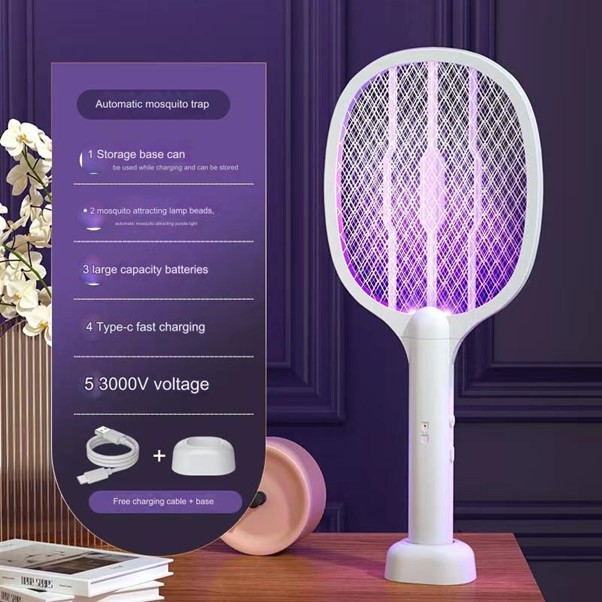 Automatic mosquito trap
1 Storage base can
be used while charging and can be stored
2 mosquito attracting lamp beads,
automatic mosquito attracting purple light
3 large capacity batteries
4 Type-c fast charging
5 3000V voltage
+
Free charging cable + base